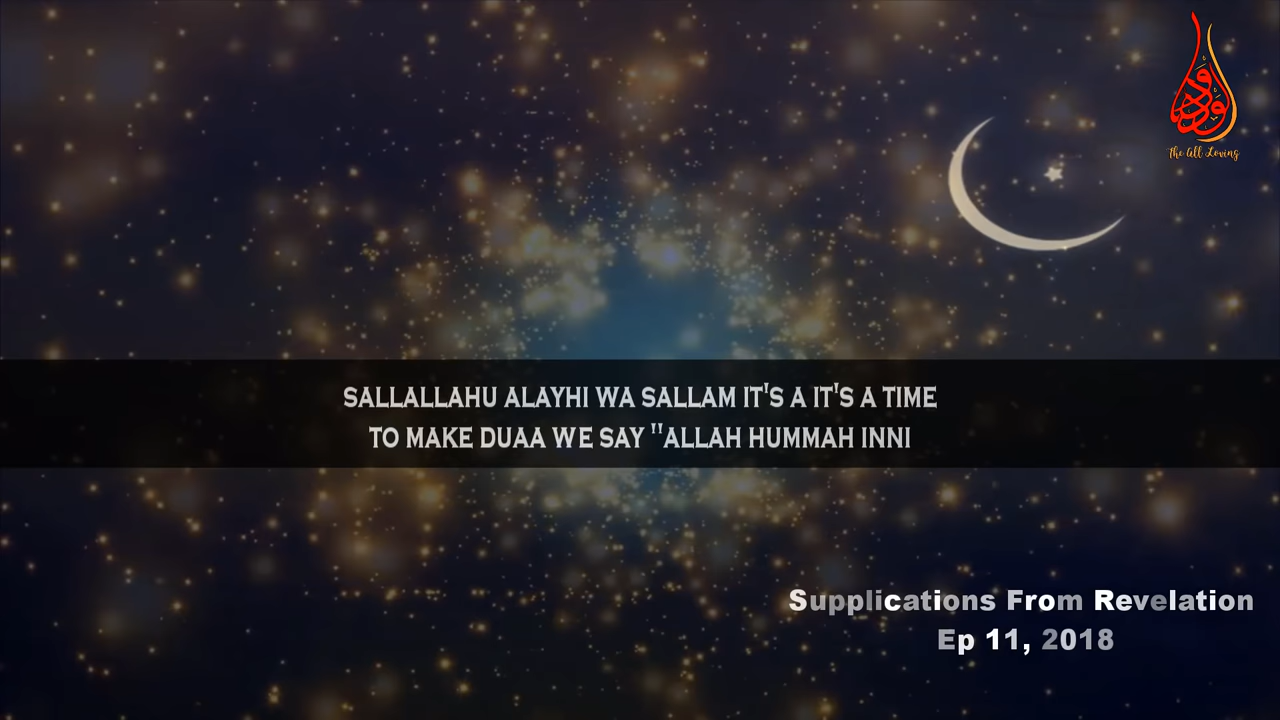 الودود
The All Loving
SALLALLAHU ALAYHI WA SALLAM IT'S A IT'S A TIME
TO MAKE DUAA WE SAY "ALLAH HUMMAH INNI
Supplications From Revelation
Ep 11, 2018